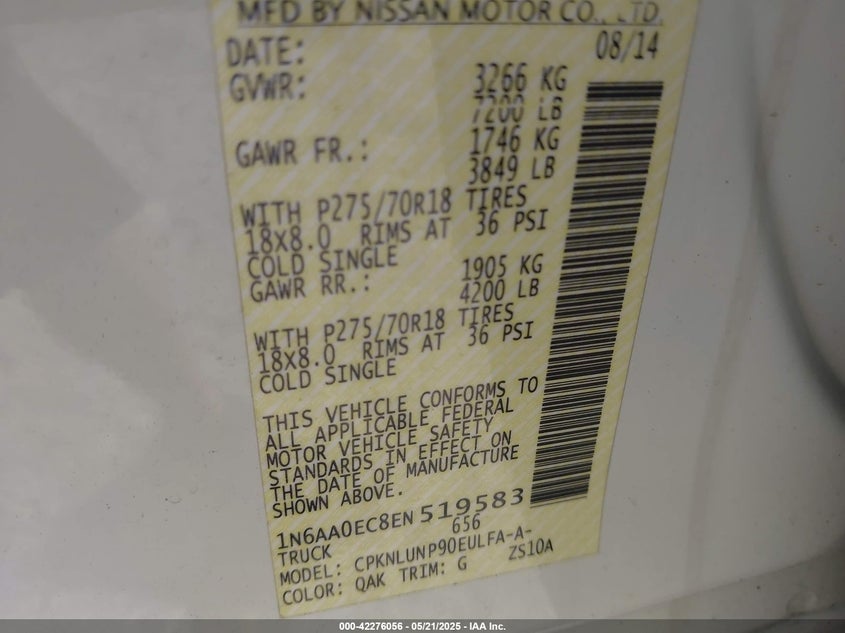 MFD BY NISSAN MOTOR CO., LTD.
DATE: 08/14
GVWR: 3266 KG
7200 LB
GAWR FR.: 1746 KG
3849 LB
WITH P275/70R18 TIRES
18X8.0 RIMS AT 36 PSI
COLD SINGLE
GAWR RR.: 1905 KG
4200 LB
WITH P275/70R18 TIRES
18X8.0 RIMS AT 36 PSI
COLD SINGLE
THIS VEHICLE CONFORMS TO
ALL APPLICABLE FEDERAL
MOTOR VEHICLE SAFETY
STANDARDS IN EFFECT ON
THE DATE OF MANUFACTURE
SHOWN ABOVE.
1N6AA0EC8EN519583
TRUCK 656
MODEL: CPKNLUNP90EULFA-A-
COLOR: QAK TRIM: G ZS10A
000-42276056 - 05/21/2025 - IAA Inc.